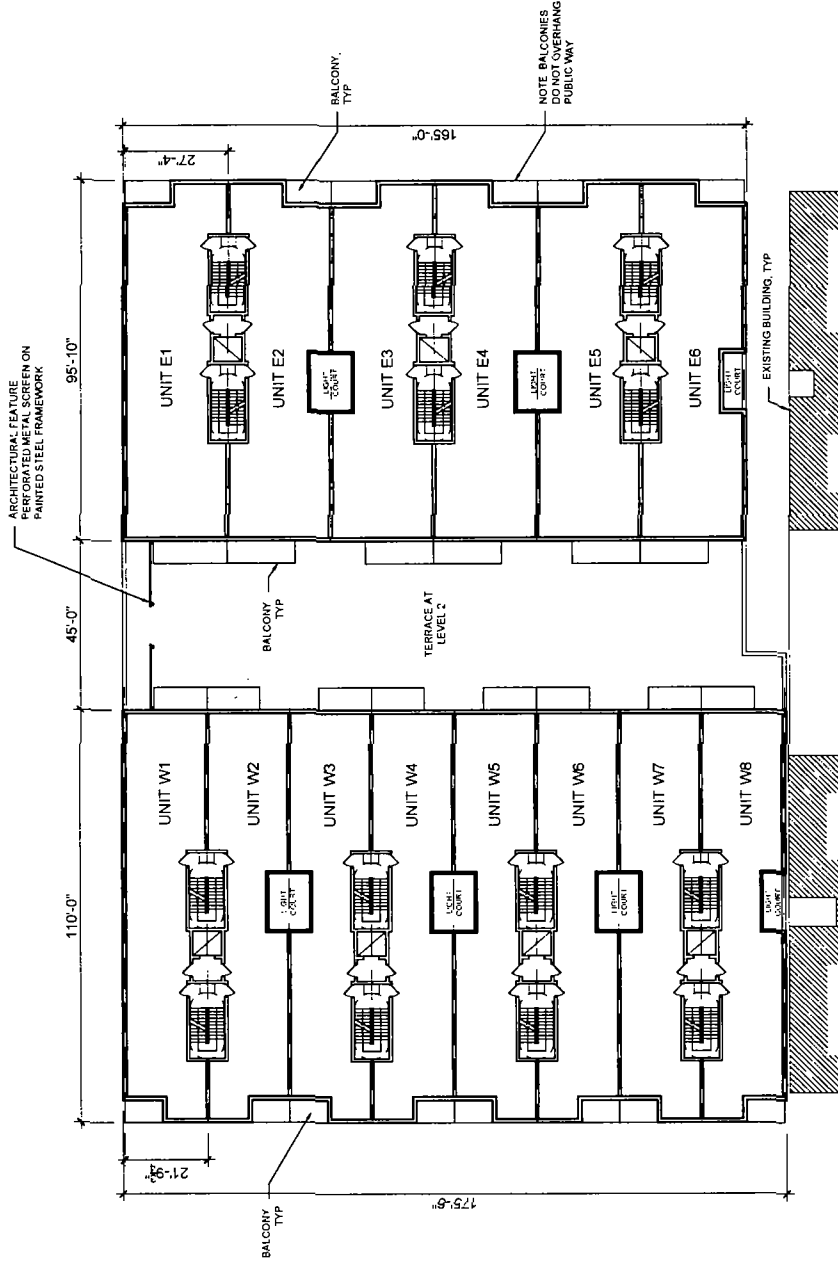 ARCHITECTURAL FEATURE
PERFORATED METAL SCREEN ON
PAINTED STEEL FRAMEWORK
110'-0"
45'-0"
95'-10"
27'-4"
165'-0"
21'-9¾"
175'-6"
BALCONY
TYP
BALCONY
TYP
BALCONY,
TYP
NOTE BALCONIES
DO NOT OVERHANG
PUBLIC WAY
TERRACE AT
LEVEL 2
UNIT W1
UNIT W2
UNIT W3
UNIT W4
UNIT W5
UNIT W6
UNIT W7
UNIT W8
LIGHT
COURT
LIGHT
COURT
LIGHT
COURT
LIGHT
COURT
UNIT E1
UNIT E2
UNIT E3
UNIT E4
UNIT E5
UNIT E6
LIGHT
COURT
LIGHT
COURT
LIGHT
COURT
EXISTING BUILDING, TYP